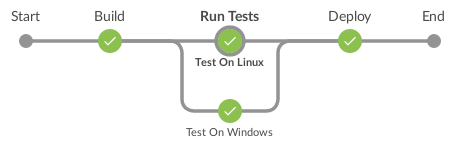 Start
Build
Run Tests
Deploy
End
Test On Linux
Test On Windows